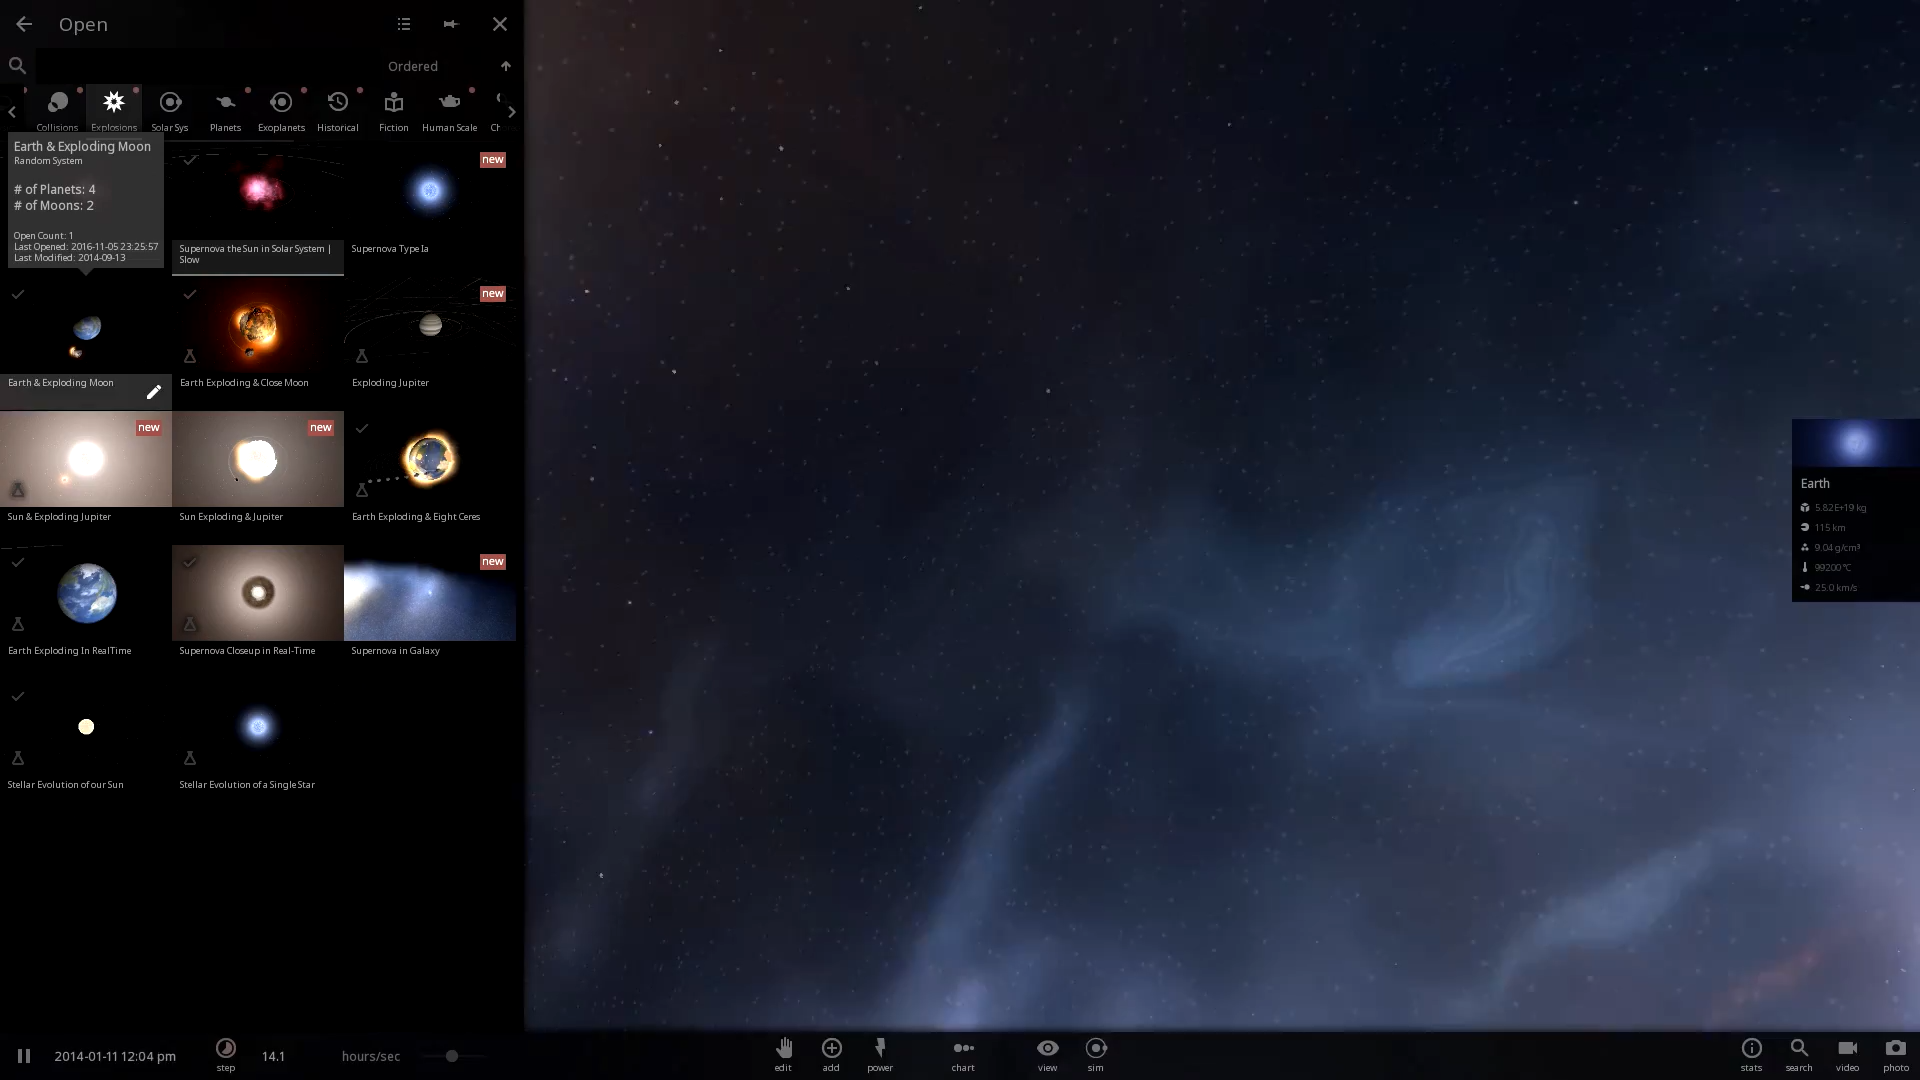 Open
Ordered
Collisions
Explosions
Solar Sys
Planets
Exoplanets
Historical
Fiction
Human Scale
Ch
Earth & Exploding Moon
Random System
# of Planets: 4
# of Moons: 2
Open Count: 1
Last Opened: 2016-11-05 23:25:57
Last Modified: 2014-09-13
new
Supernova the Sun in Solar System |
Slow
Supernova Type Ia
new
Earth & Exploding Moon
Earth Exploding & Close Moon
Exploding Jupiter
new
new
Sun & Exploding Jupiter
Sun Exploding & Jupiter
Earth Exploding & Eight Ceres
new
Earth Exploding In RealTime
Supernova Closeup in Real-Time
Supernova in Galaxy
Stellar Evolution of our Sun
Stellar Evolution of a Single Star
Earth
5.82E+19 kg
115 km
9.04 g/cm³
99200 °C
25.0 km/s
2014-01-11 12:04 pm
step
14.1
hours/sec
edit
add
power
chart
view
sim
stats
search
video
photo